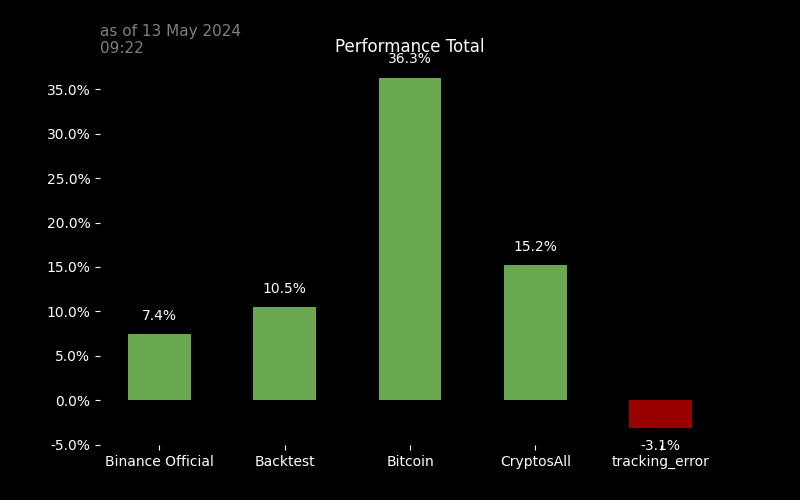 as of 13 May 2024
09:22
Performance Total
36.3%
35.0%
30.0%
25.0%
20.0%
15.0%
10.0%
5.0%
0.0%
-5.0%
7.4%
10.5%
15.2%
-3.1%
Binance Official
Backtest
Bitcoin
CryptosAll
tracking_error